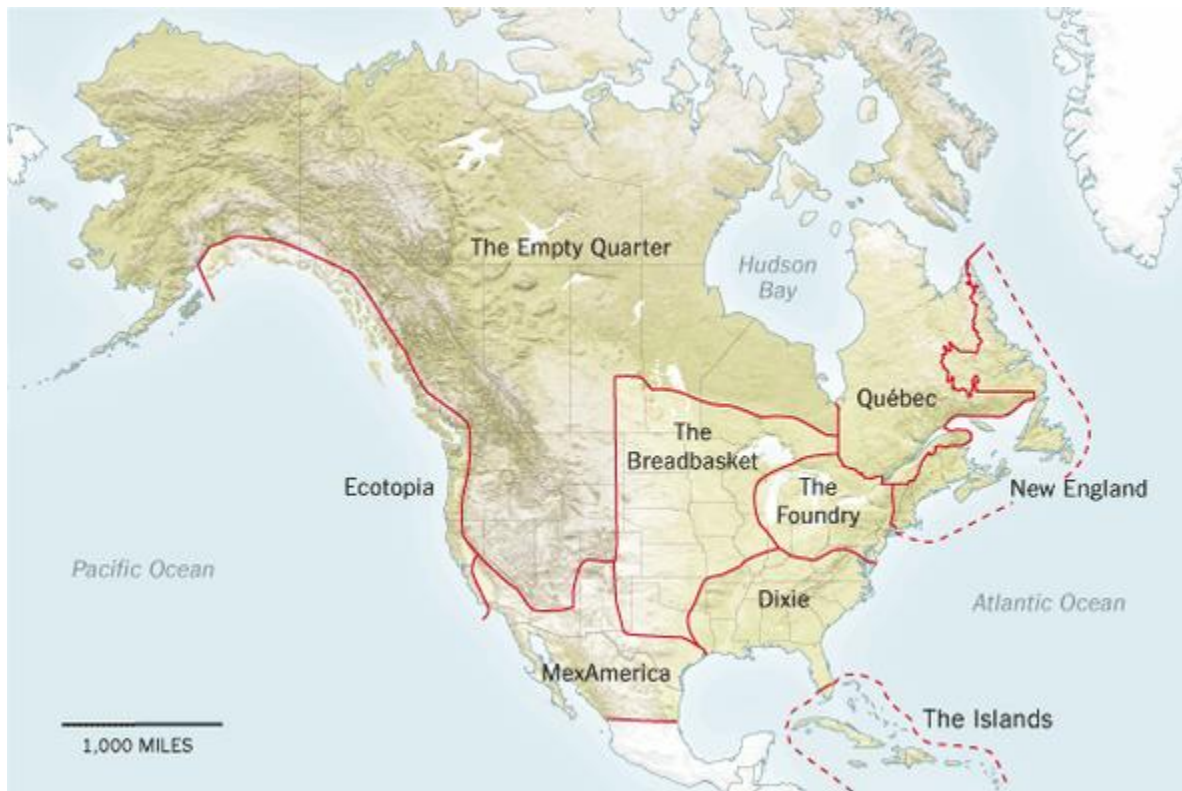 The Empty Quarter
Hudson
Bay
Québec
The
Breadbasket
Ecotopia
The
Foundry
New England
Pacific Ocean
Dixie
Atlantic Ocean
MexAmerica
The Islands
1,000 MILES